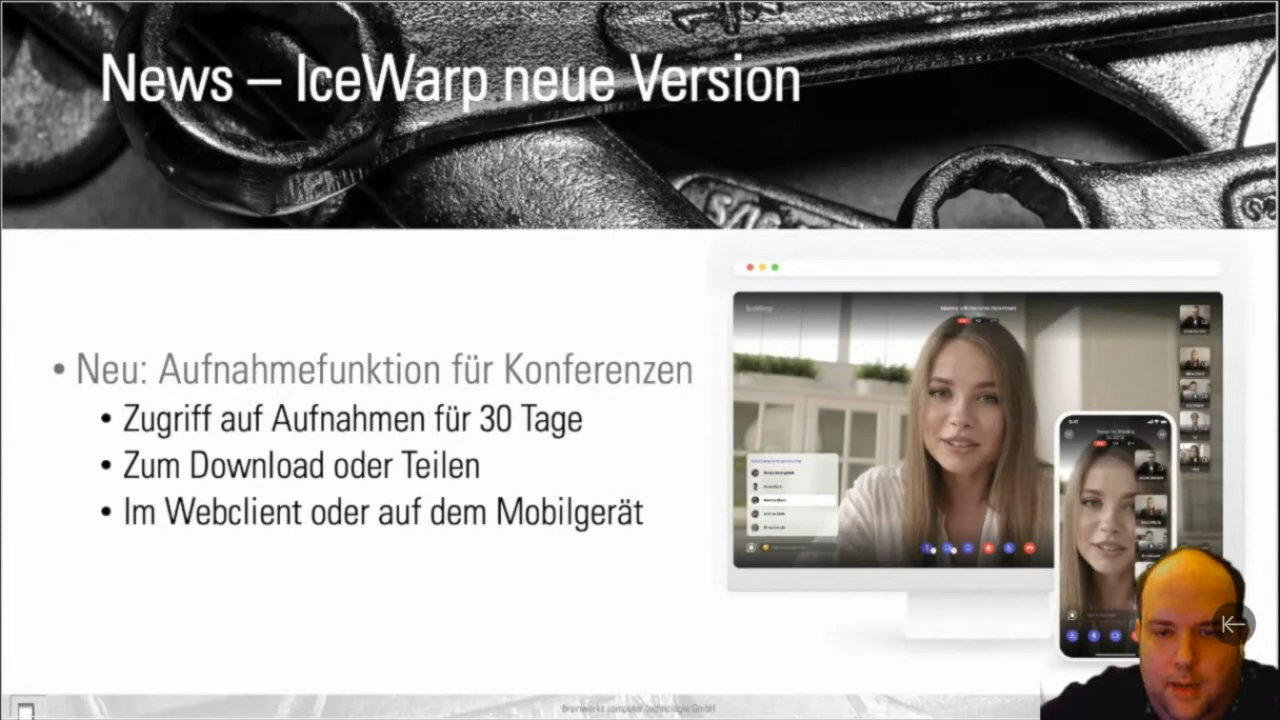 News – IceWarp neue Version
• Neu: Aufnahmefunktion für Konferenzen
• Zugriff auf Aufnahmen für 30 Tage
• Zum Download oder Teilen
• Im Webclient oder auf dem Mobilgerät
brainworks computer technologie GmbH